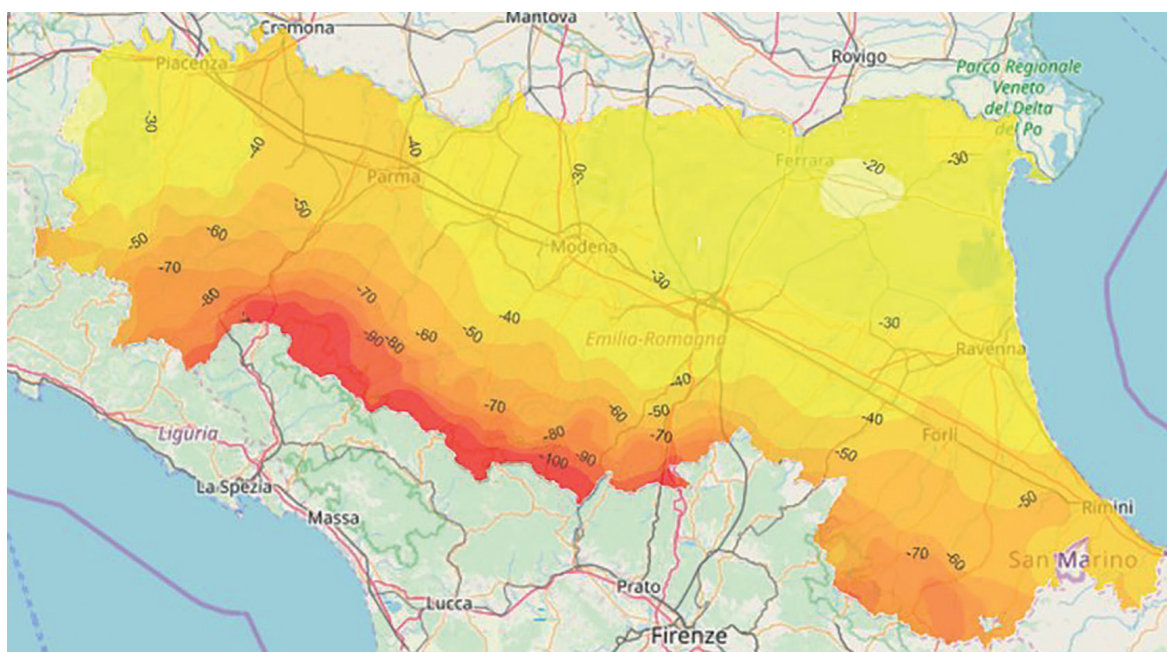 Mantova
Cremona
Rovigo
Piacenza
Parco Regionale
Veneto
del Delta
del Po
-30
-40
-40
-30
Ferrara
-20
-30
Parma
-50
-60
-50
Modena
-70
-30
-80
-70
-40
-30
-50
-60
-90
-80
Emilia-Romagna
Ravenna
-40
-70
-60
-50
-40
Liguria
-80
-70
Forlì
-100
-90
-50
La Spezia
-50
Rimini
Massa
-70
-60
San Marino
Prato
Lucca
Firenze